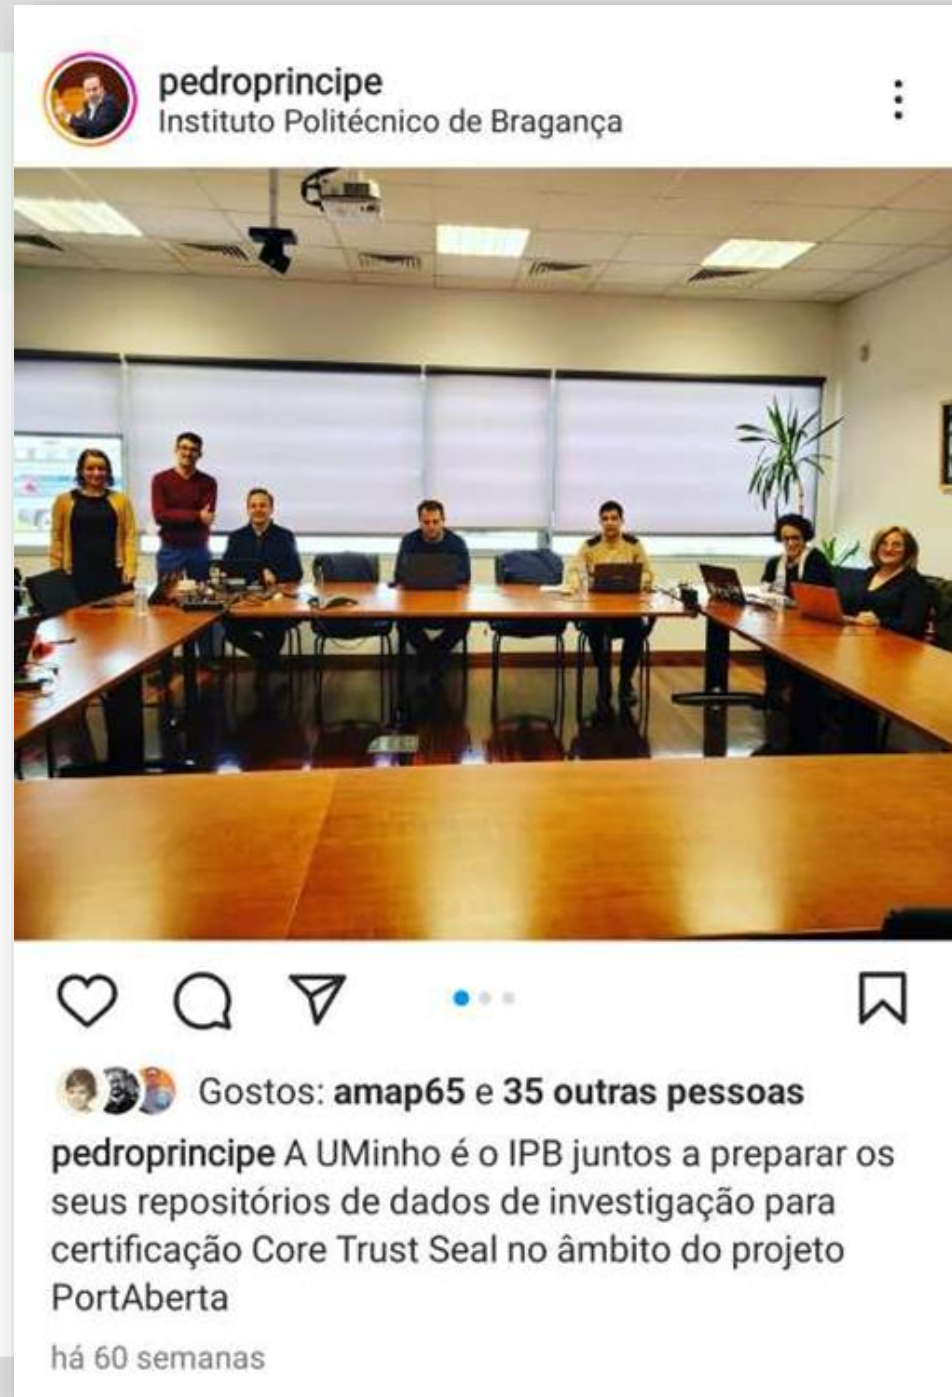 pedroprincipe
Instituto Politécnico de Bragança
Gostos: amap65 e 35 outras pessoas
pedroprincipe A UMinho é o IPB juntos a preparar os
seus repositórios de dados de investigação para
certificação Core Trust Seal no âmbito do projeto
PortAberta
há 60 semanas